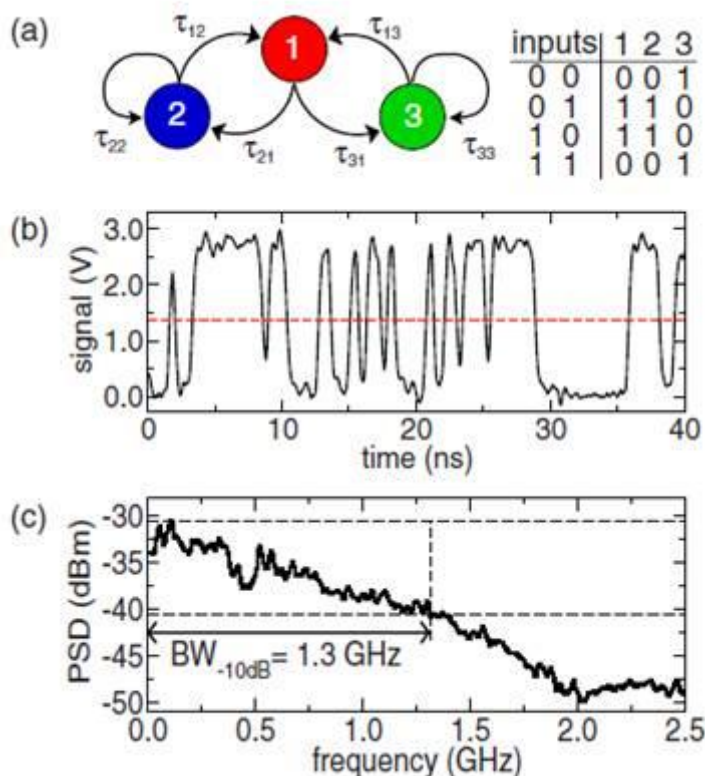 (a)
τ12
1
τ13
2
3
τ22
τ21
τ31
τ33
inputs 1 2 3
0 0 0 0 1
0 1 1 1 0
1 0 1 1 0
1 1 0 0 1
(b)
signal (V)
3.0
2.0
1.0
0.0
0 10 20 30 40
time (ns)
(c)
PSD (dBm)
-30
-35
-40
-45
-50
BW-10dB= 1.3 GHz
0.0 0.5 1.0 1.5 2.0 2.5
frequency (GHz)